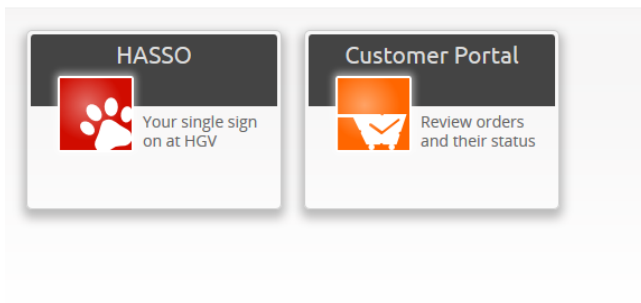 HASSO
Your single sign
on at HGV
Customer Portal
Review orders
and their status